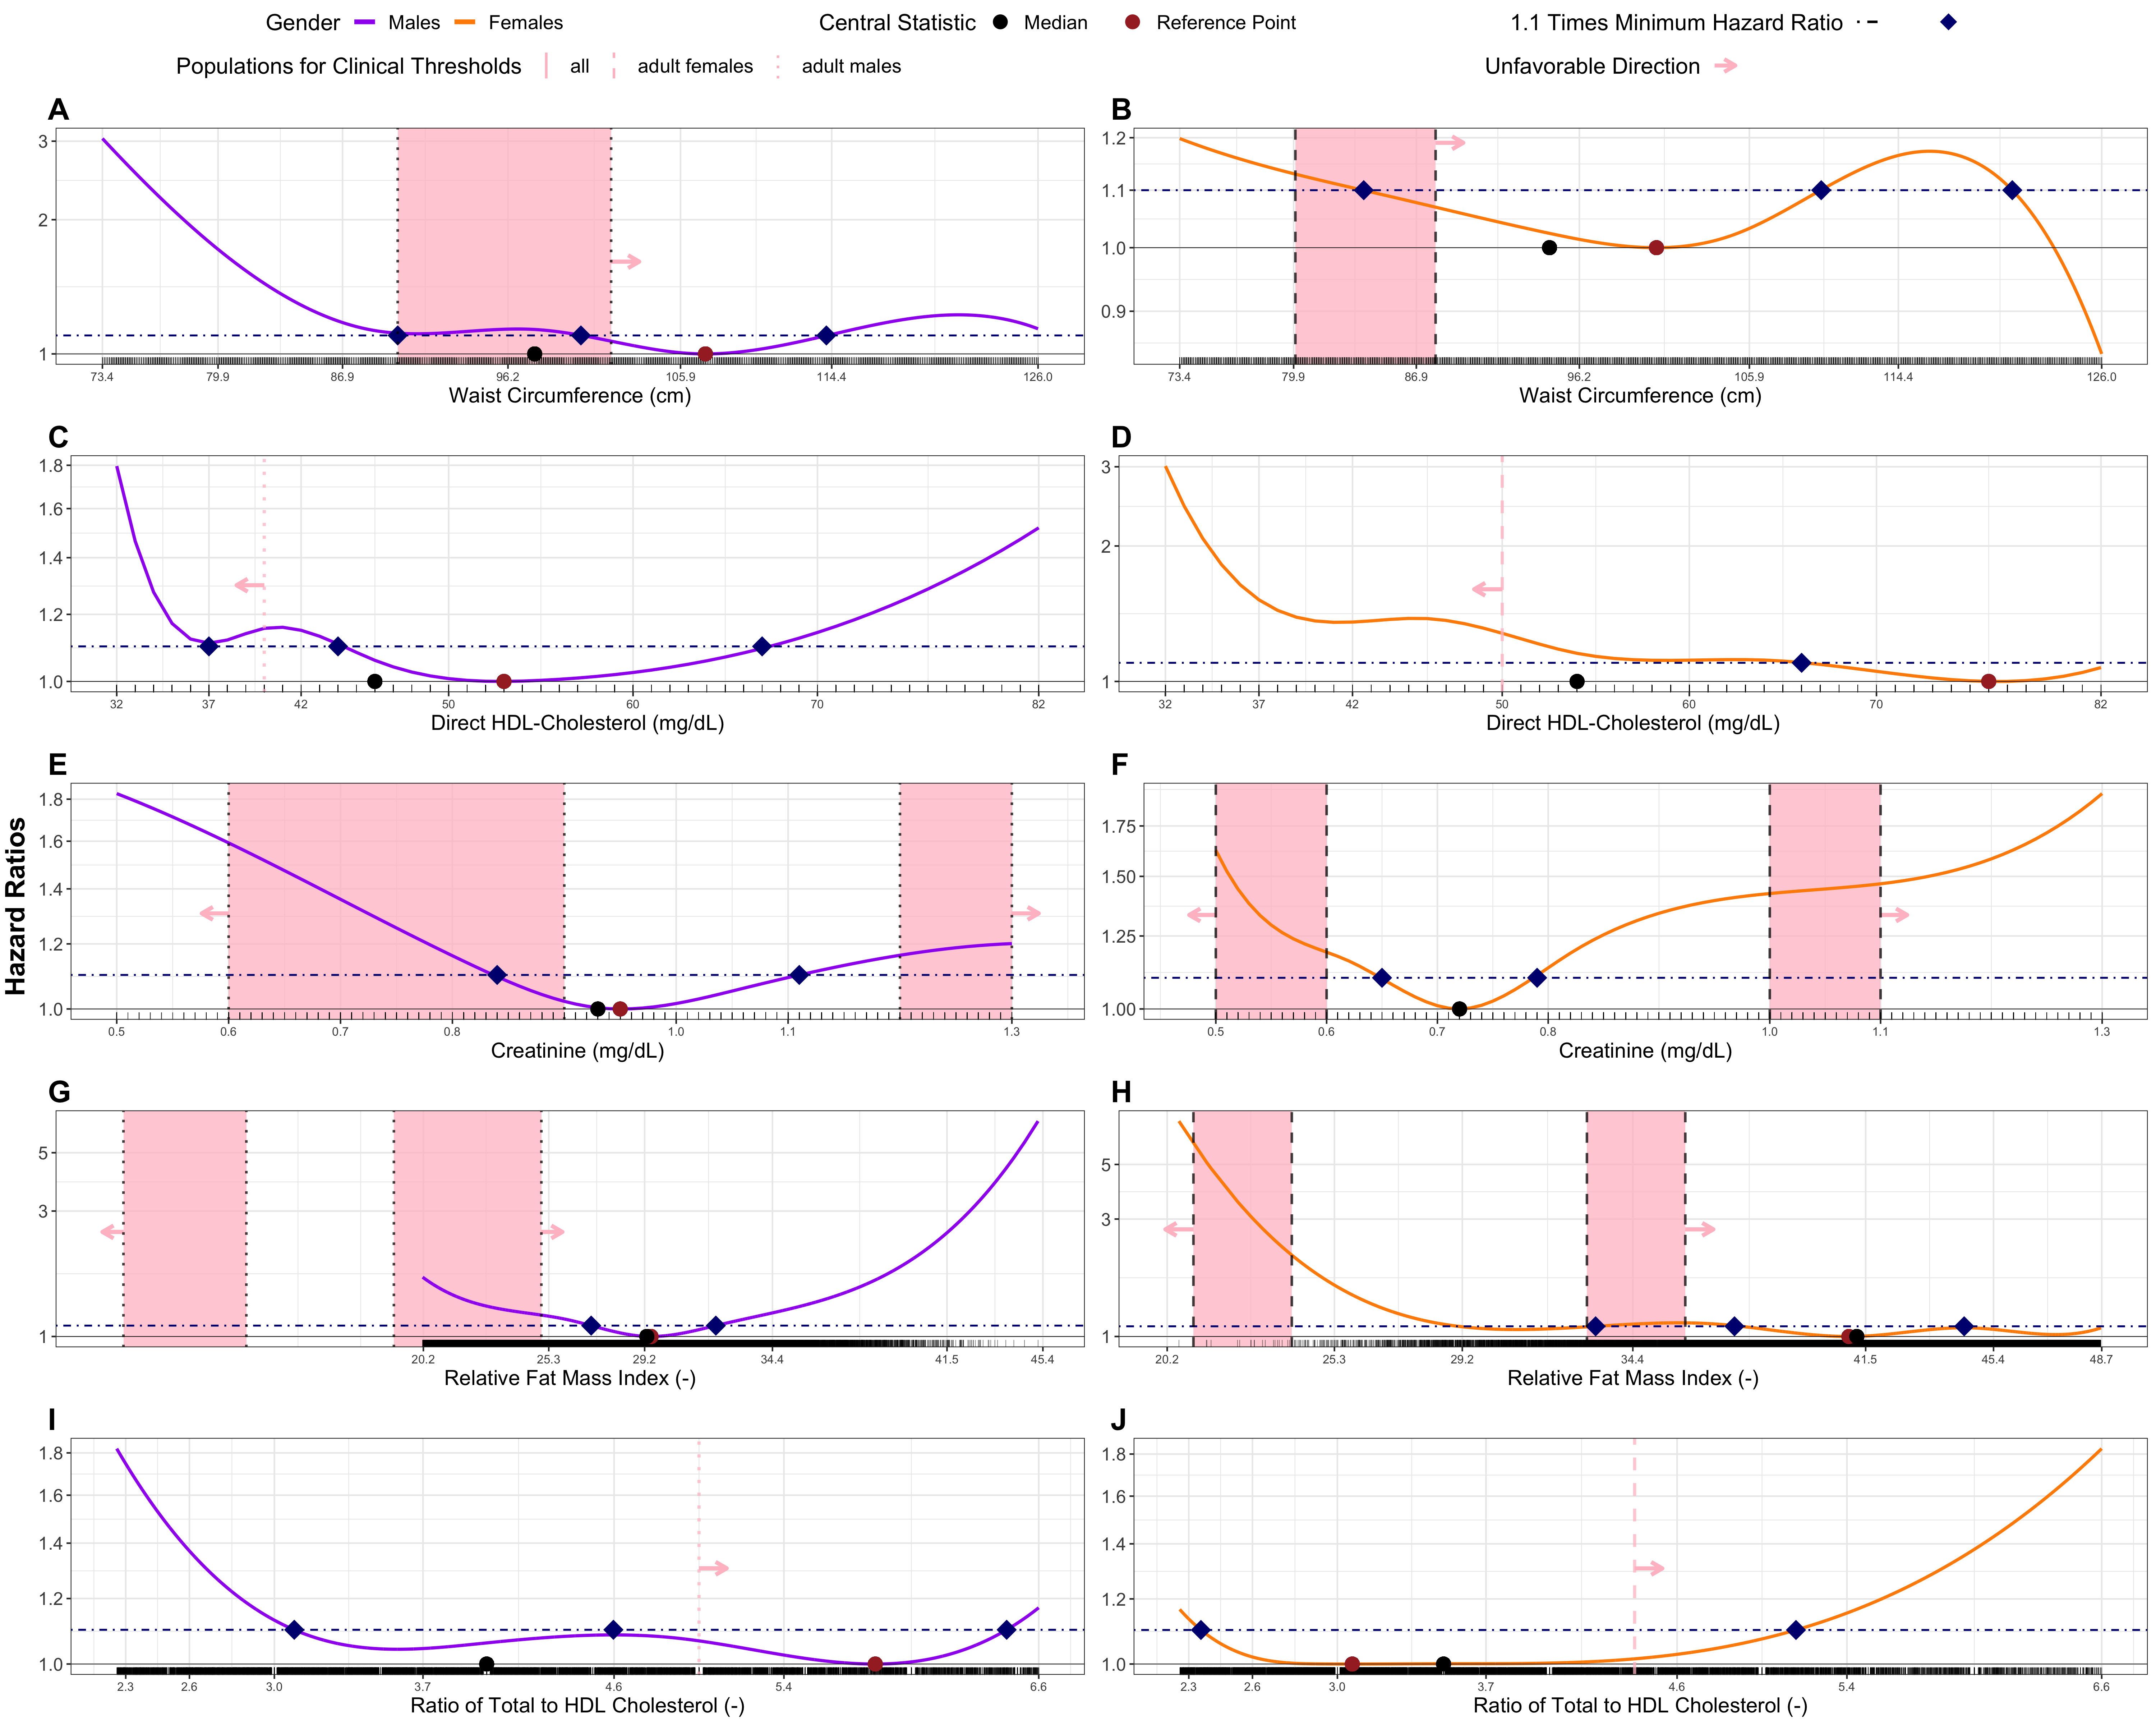 Gender Males Females Central Statistic Median Reference Point 1.1 Times Minimum Hazard Ratio
Populations for Clinical Thresholds all adult females adult males Unfavorable Direction
Hazard Ratios
A
3
2
1
73.4 79.9 86.9 96.2 105.9 114.4 126.0
Waist Circumference (cm)
B
1.2
1.1
1.0
0.9
73.4 79.9 86.9 96.2 105.9 114.4 126.0
Waist Circumference (cm)
C
1.8
1.6
1.4
1.2
1.0
32 37 42 50 60 70 82
Direct HDL-Cholesterol (mg/dL)
D
3
2
1
32 37 42 50 60 70 82
Direct HDL-Cholesterol (mg/dL)
E
1.8
1.6
1.4
1.2
1.0
0.5 0.6 0.7 0.8 1.0 1.1 1.3
Creatinine (mg/dL)
F
1.75
1.50
1.25
1.00
0.5 0.6 0.7 0.8 1.0 1.1 1.3
Creatinine (mg/dL)
G
5
3
1
20.2 25.3 29.2 34.4 41.5 45.4
Relative Fat Mass Index (-)
H
5
3
1
20.2 25.3 29.2 34.4 41.5 45.4 48.7
Relative Fat Mass Index (-)
I
1.8
1.6
1.4
1.2
1.0
2.3 2.6 3.0 3.7 4.6 5.4 6.6
Ratio of Total to HDL Cholesterol (-)
J
1.8
1.6
1.4
1.2
1.0
2.3 2.6 3.0 3.7 4.6 5.4 6.6
Ratio of Total to HDL Cholesterol (-)